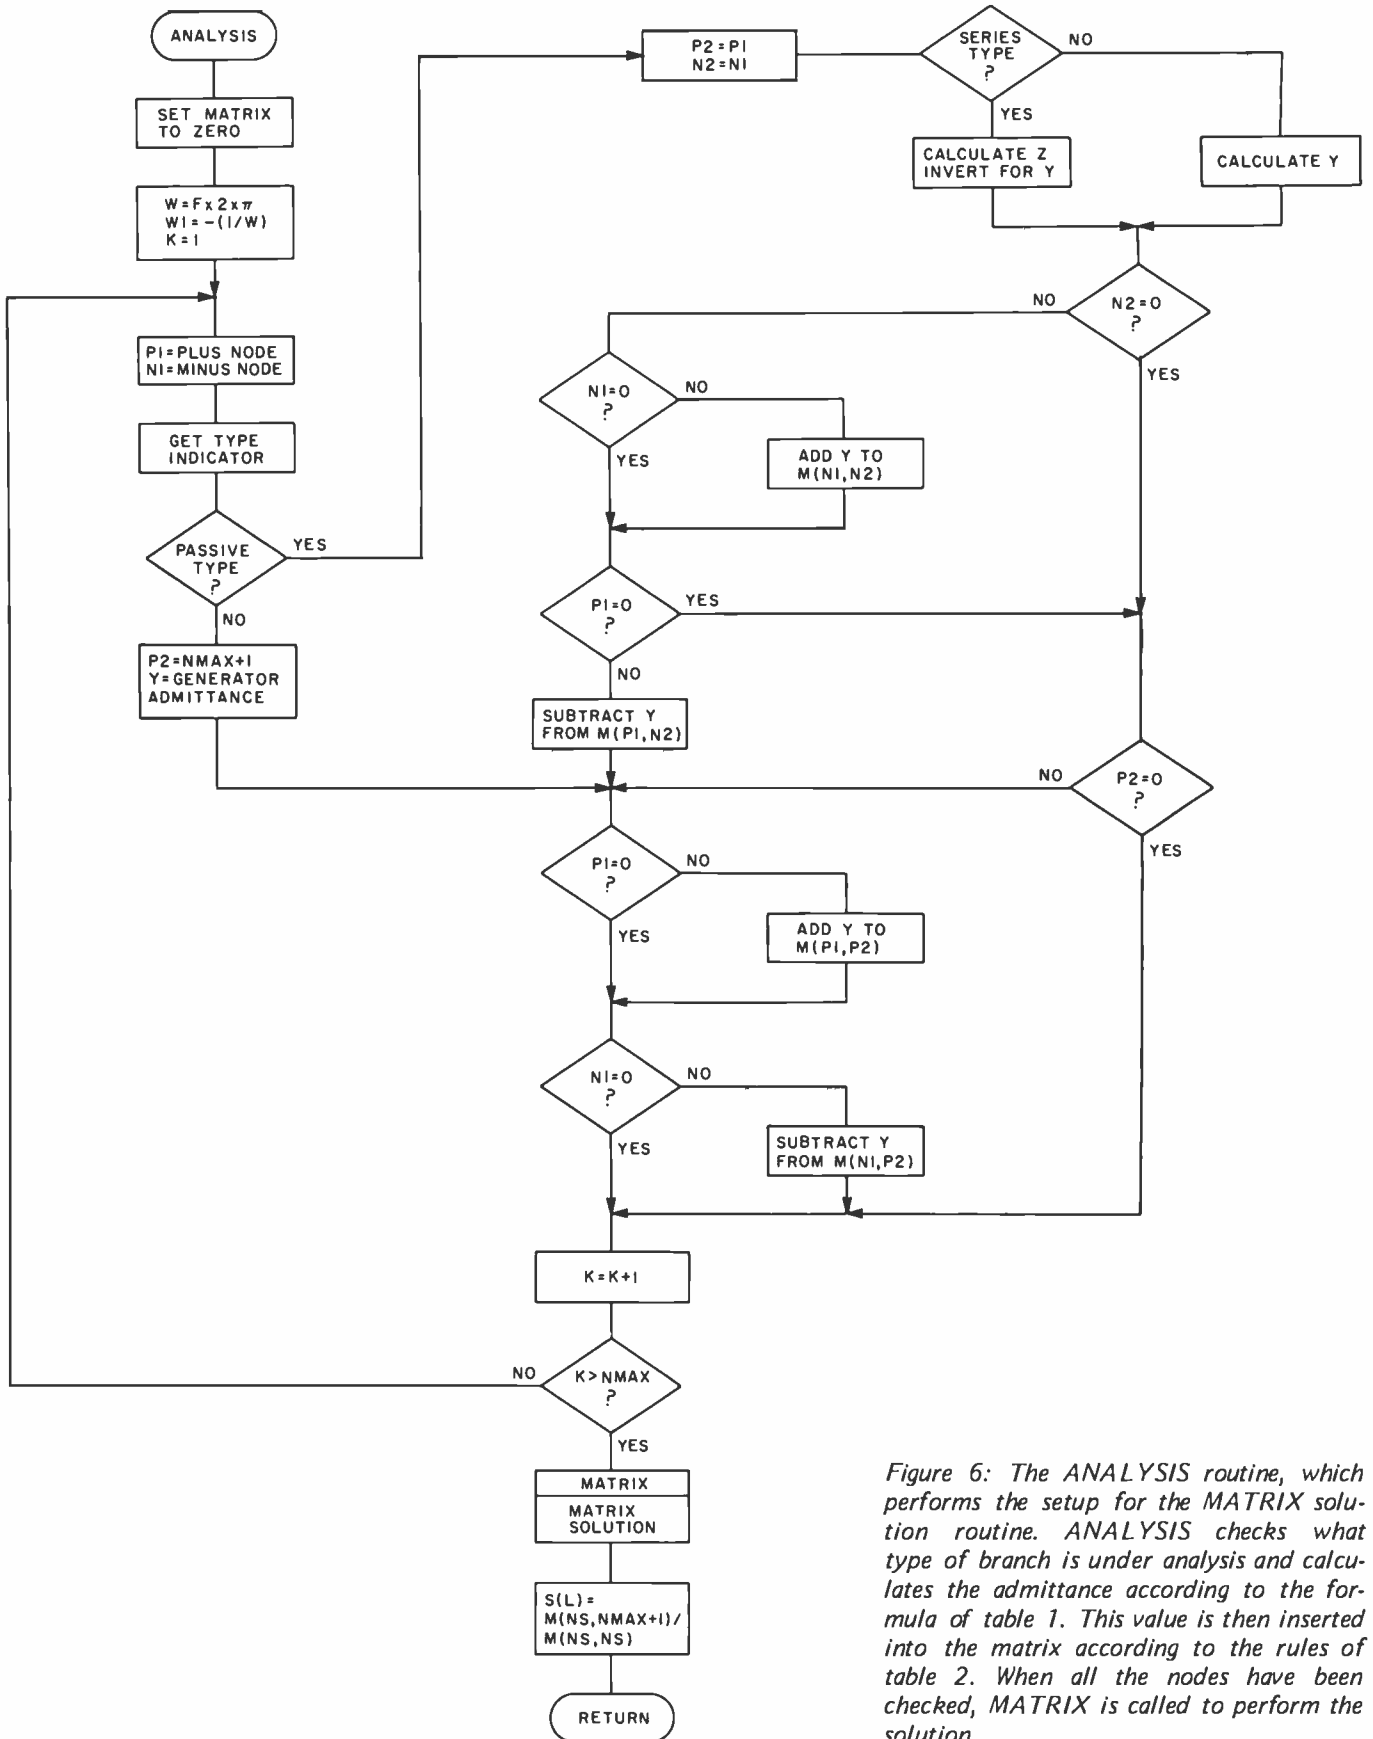 ANALYSIS
SET MATRIX
TO ZERO
W=F x 2 x π
W1=-(1/W)
K=1
P1=PLUS NODE
N1=MINUS NODE
GET TYPE
INDICATOR
PASSIVE
TYPE
?
YES
NO
P2=NMAX+1
Y=GENERATOR
ADMITTANCE
P2=P1
N2=N1
SERIES
TYPE
?
NO
YES
CALCULATE Z
INVERT FOR Y
CALCULATE Y
N2=0
?
NO
YES
N1=0
?
NO
YES
ADD Y TO
M(N1,N2)
P1=0
?
YES
NO
SUBTRACT Y
FROM M(P1,N2)
P2=0
?
NO
YES
P1=0
?
NO
YES
ADD Y TO
M(P1,P2)
N1=0
?
NO
YES
SUBTRACT Y
FROM M(N1,P2)
K=K+1
K>NMAX
?
NO
YES
MATRIX
MATRIX
SOLUTION
S(L)=
M(NS,NMAX+1)/
M(NS,NS)
RETURN
Figure 6: The ANALYSIS routine, which
performs the setup for the MATRIX solu-
tion routine. ANALYSIS checks what
type of branch is under analysis and calcu-
lates the admittance according to the for-
mula of table 1. This value is then inserted
into the matrix according to the rules of
table 2. When all the nodes have been
checked, MATRIX is called to perform the
solution